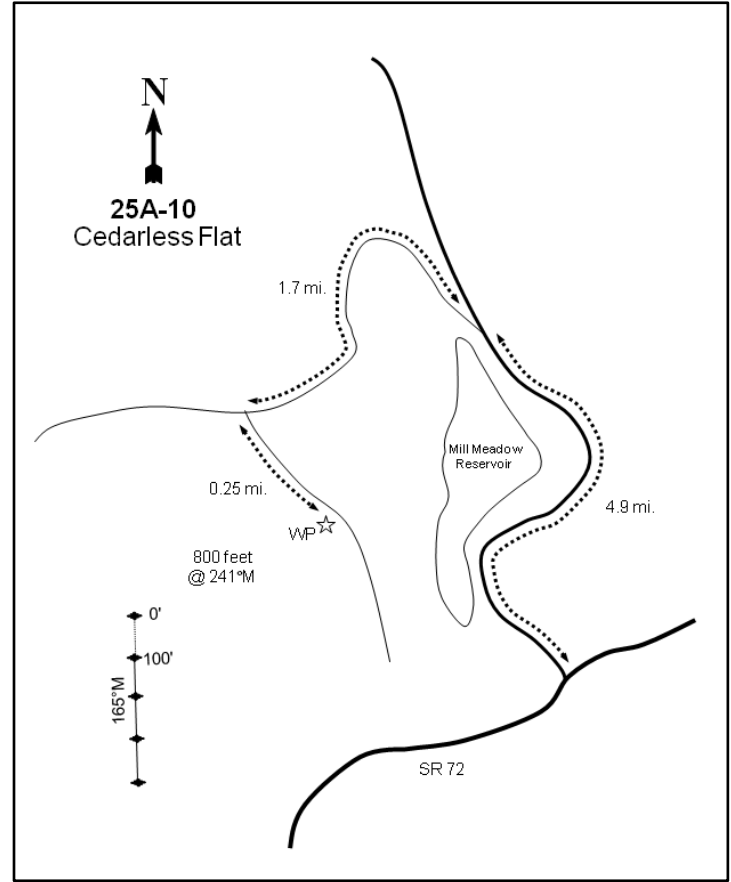 N
25A-10
Cedarless Flat
1.7 mi.
Mill Meadow
Reservoir
0.25 mi.
4.9 mi.
WP
800 feet
@ 241°M
0'
100'
165°M
SR 72